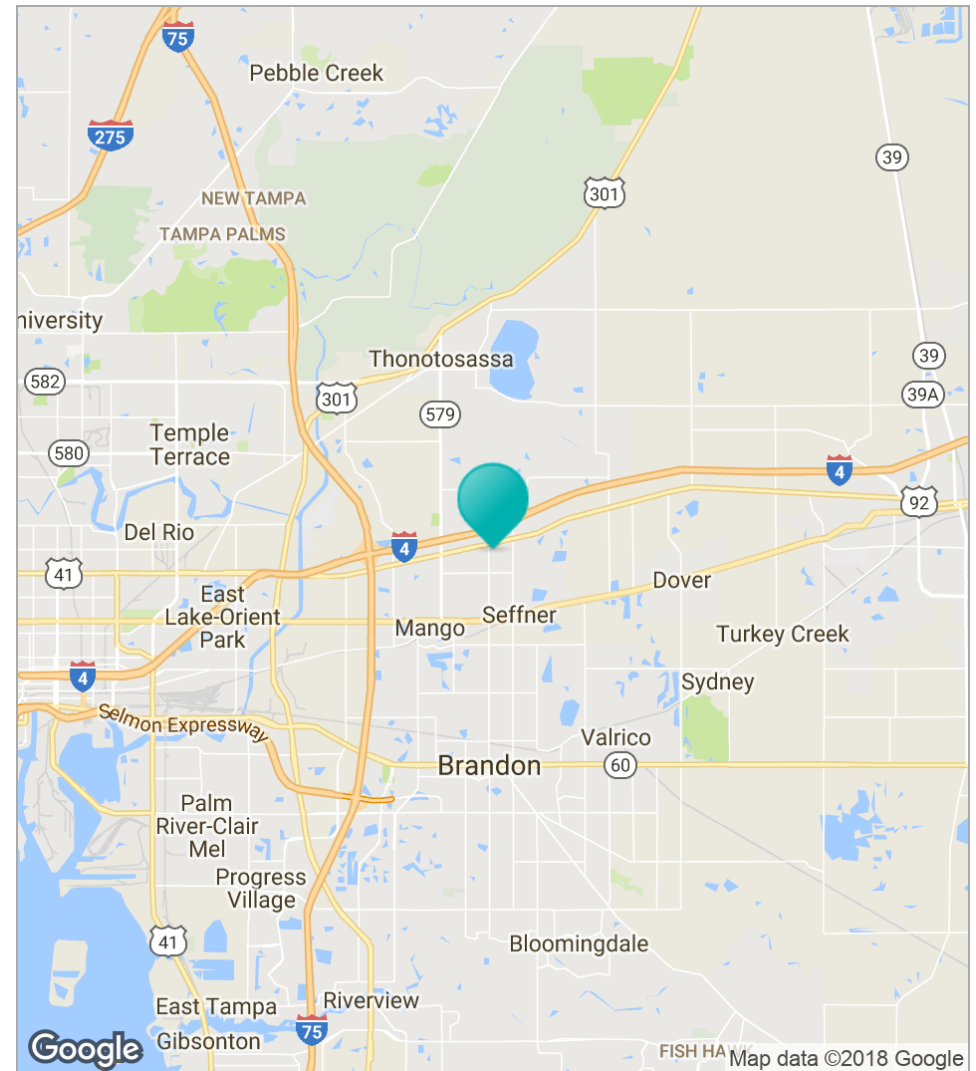 75
Pebble Creek
275
39
301
NEW TAMPA
TAMPA PALMS
niversity
Thonotosassa
39
582
301
39A
579
Temple
Terrace
580
4
92
Del Rio
4
41
Dover
East
Lake-Orient
Park
Seffner
Mango
Turkey Creek
4
Sydney
Selmon Expressway
Valrico
Brandon
60
Palm
River-Clair
Mel
Progress
Village
41
Bloomingdale
East Tampa
Riverview
75
Gibsonton
Google
FISH HAW
Map data ©2018 Google